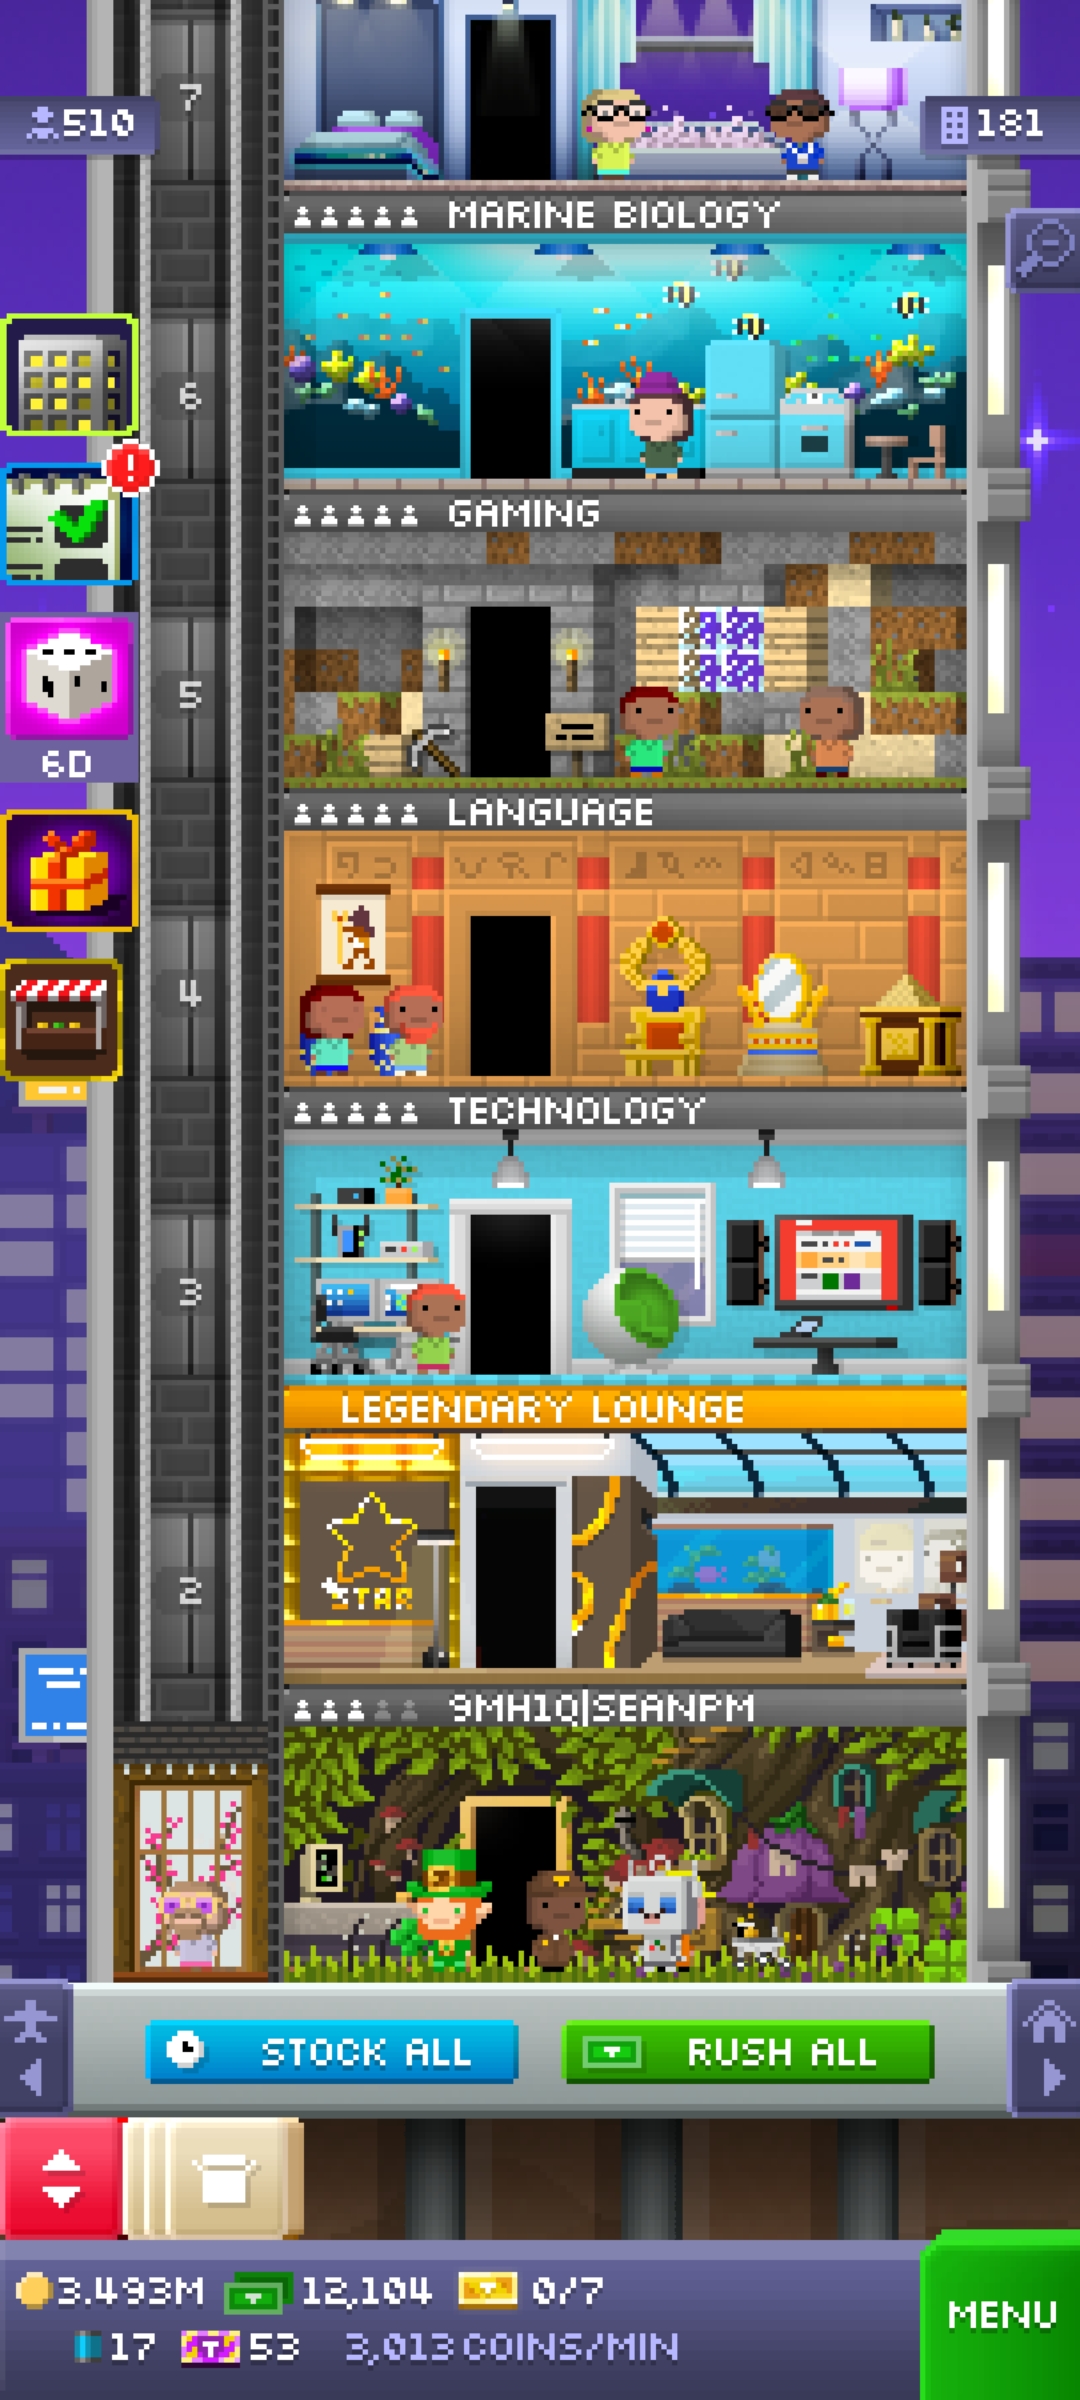 7
510
181
MARINE BIOLOGY
6
GAMING
5
6D
LANGUAGE
4
TECHNOLOGY
3
LEGENDARY LOUNGE
STAR
2
9MH1Q|SEANPM
STOCK ALL
RUSH ALL
3.493M 12,104 0/7
17 53 3,013 COINS/MIN
MENU